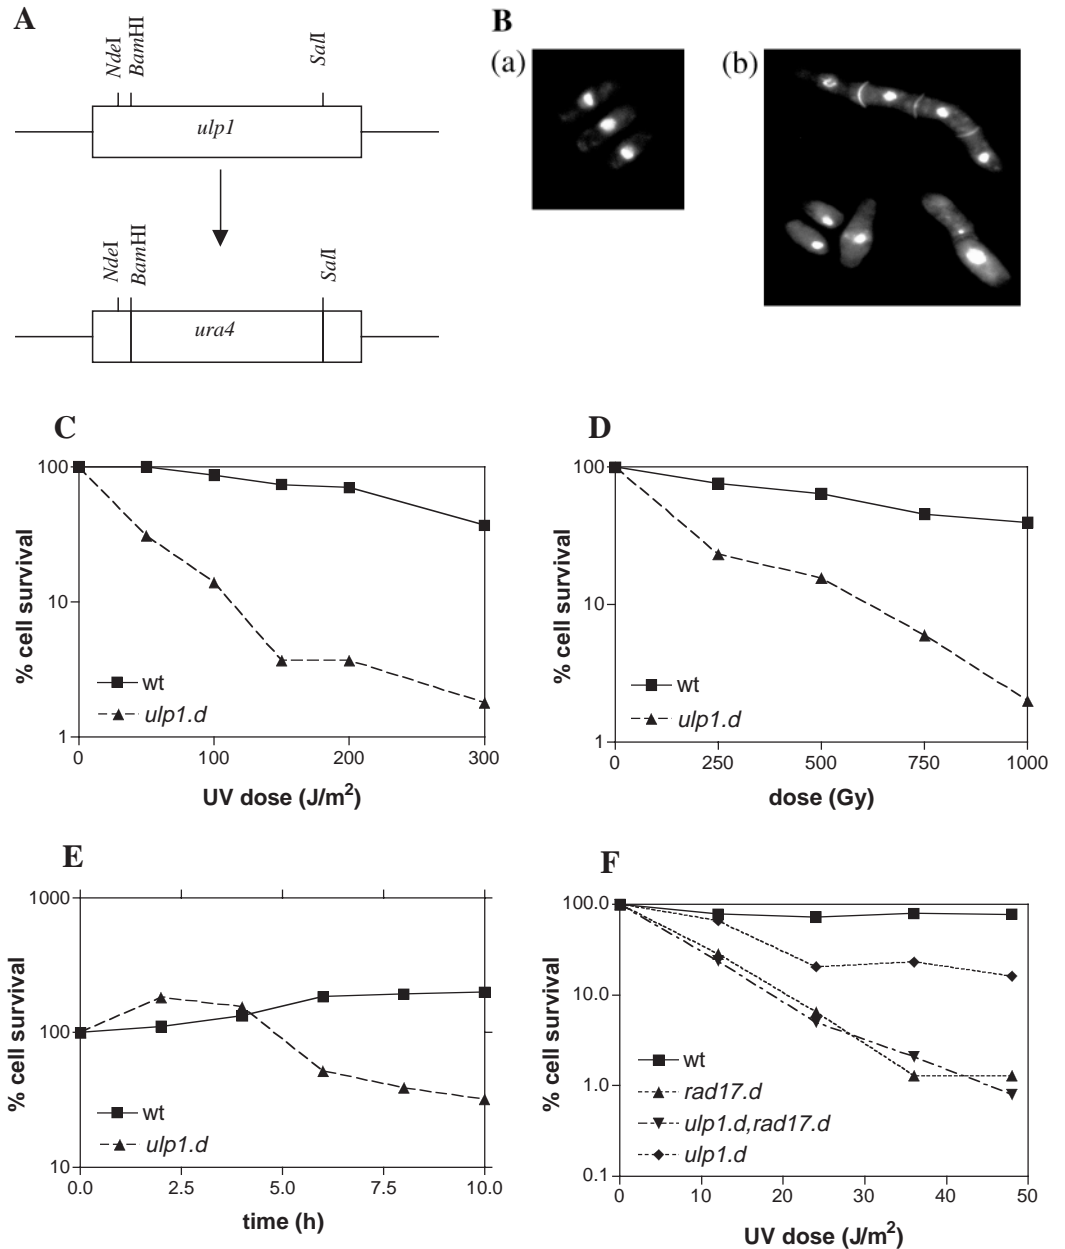 A
NdeI
BamHI
SalI
ulp1
NdeI
BamHI
SalI
ura4
B
(a)
(b)
C
100
10
1
% cell survival
wt
ulp1.d
0 100 200 300
UV dose (J/m²)
D
100
10
1
% cell survival
wt
ulp1.d
0 250 500 750 1000
dose (Gy)
E
1000
100
10
% cell survival
wt
ulp1.d
0.0 2.5 5.0 7.5 10.0
time (h)
F
100.0
10.0
1.0
0.1
% cell survival
wt
rad17.d
ulp1.d,rad17.d
ulp1.d
0 10 20 30 40 50
UV dose (J/m²)